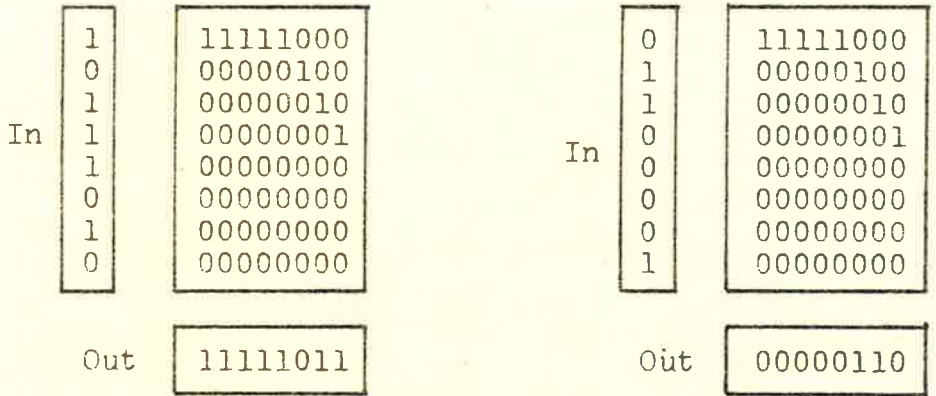 1 11111000 0 11111000
0 00000100 1 00000100
1 00000010 1 00000010
In 1 00000001 0 00000001
1 00000000 In 0 00000000
0 00000000 0 00000000
1 00000000 0 00000000
0 00000000 1 00000000
Out 11111011 Out 00000110